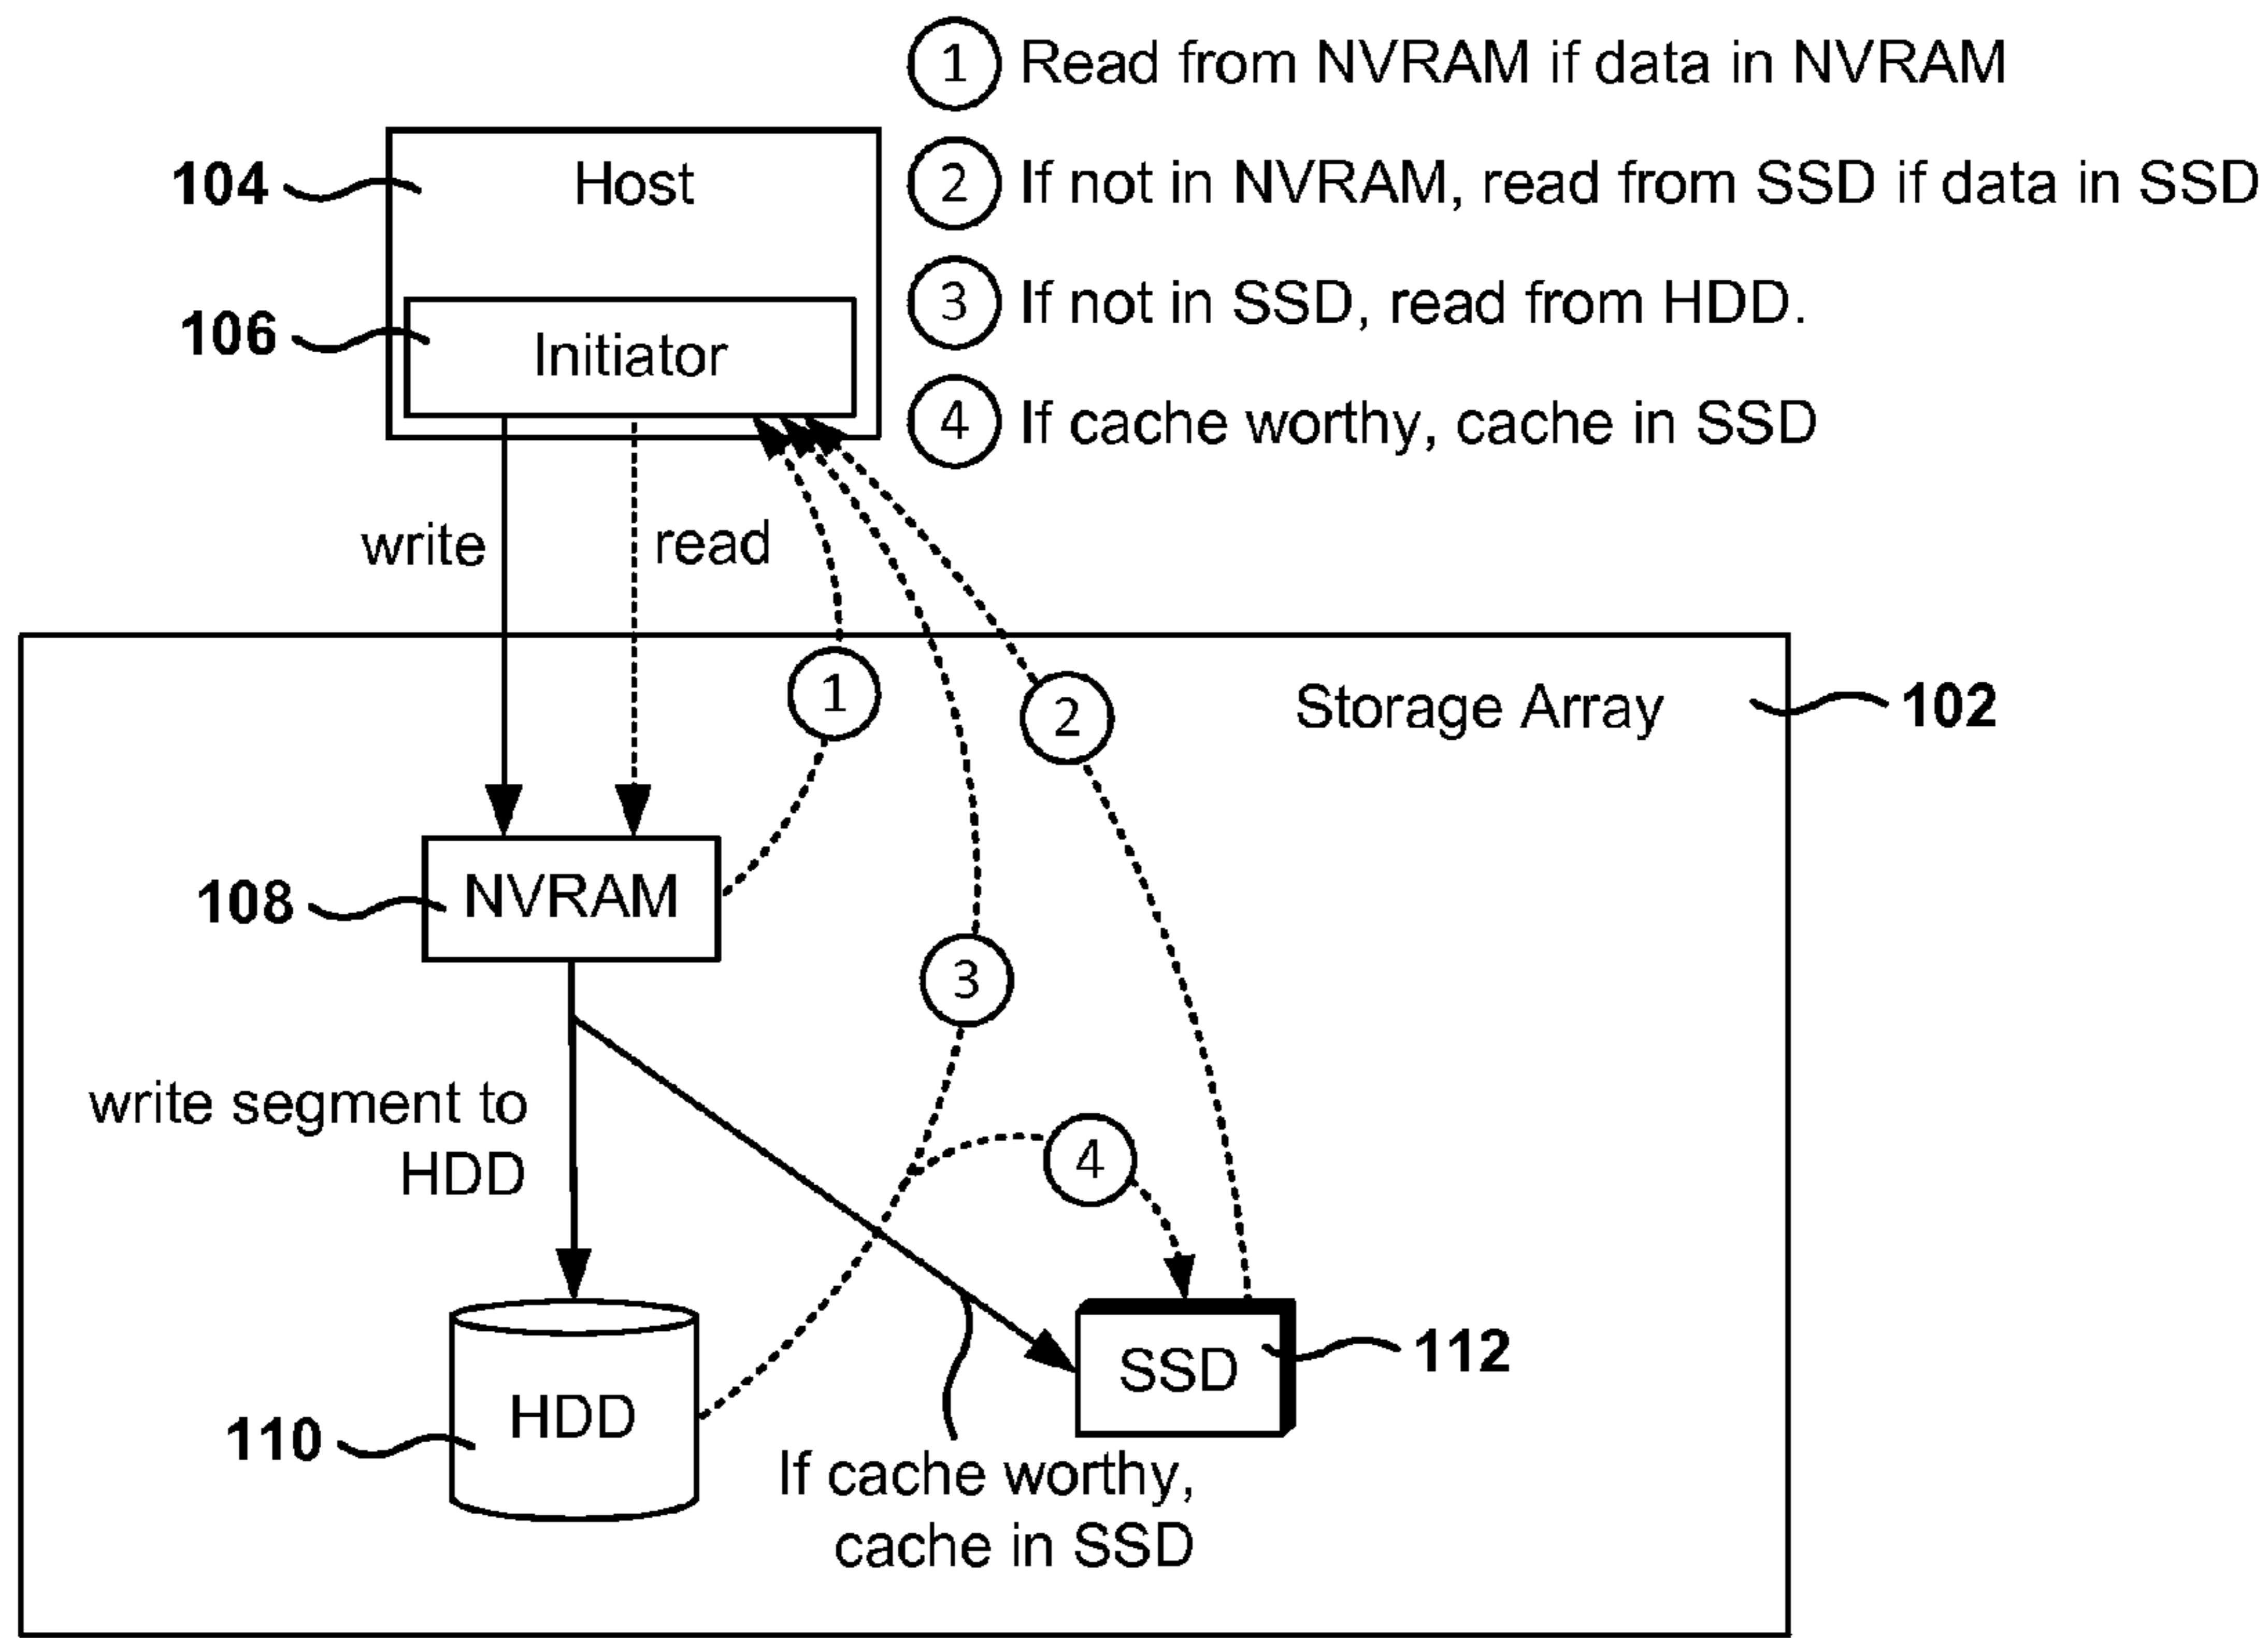 1 Read from NVRAM if data in NVRAM
2 If not in NVRAM, read from SSD if data in SSD
3 If not in SSD, read from HDD.
4 If cache worthy, cache in SSD
104
Host
106
Initiator
write
read
1
2
Storage Array
102
108
NVRAM
3
write segment to
HDD
4
110
HDD
SSD
112
If cache worthy,
cache in SSD